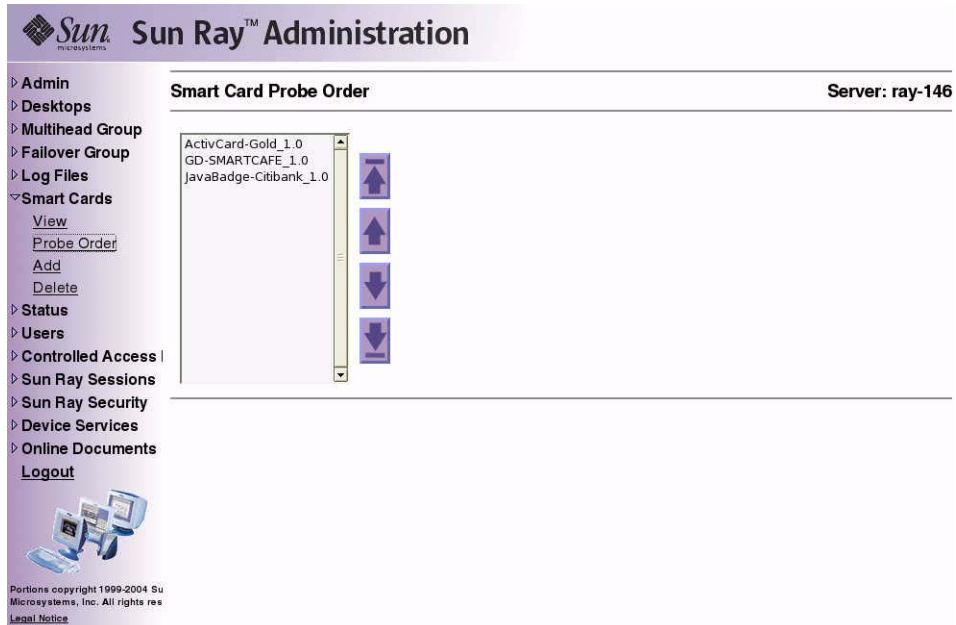 Sun microsystems Sun Ray™ Administration
Admin
Desktops
Multihead Group
Failover Group
Log Files
Smart Cards
View
Probe Order
Add
Delete
Status
Users
Controlled Access
Sun Ray Sessions
Sun Ray Security
Device Services
Online Documents
Logout
Portions copyright 1999-2004 Su
Microsystems, Inc. All rights res
Legal Notice
Smart Card Probe Order
Server: ray-146
ActivCard-Gold_1.0
GD-SMARTCAFE_1.0
JavaBadge-Citibank_1.0